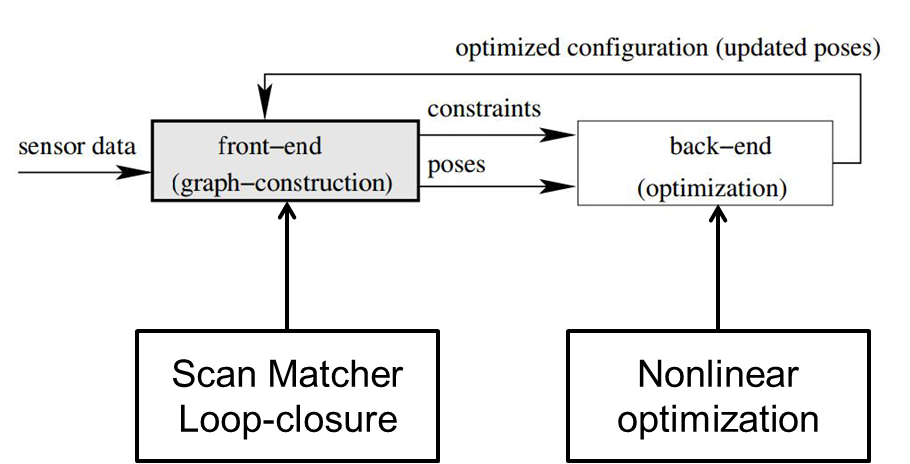 optimized configuration (updated poses)
constraints
sensor data
front–end
(graph–construction)
poses
back–end
(optimization)
Scan Matcher
Loop-closure
Nonlinear
optimization